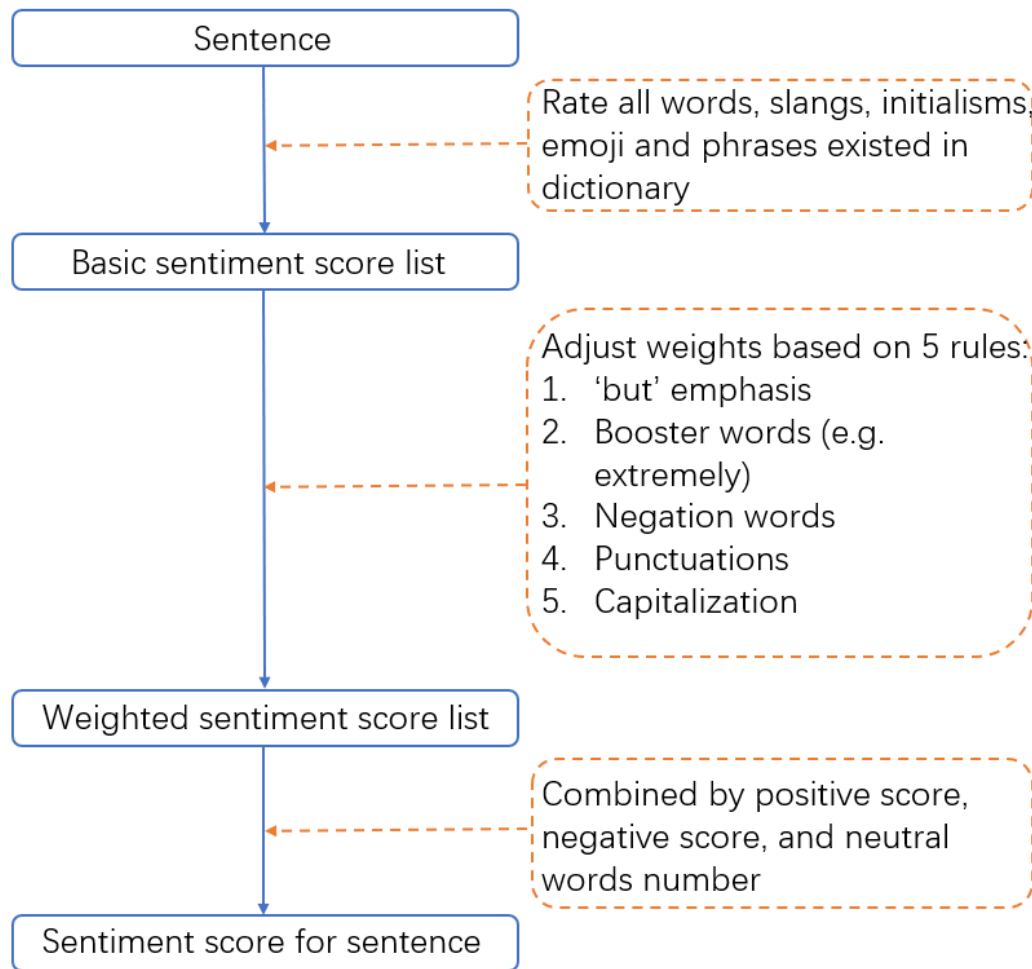 Sentence
Rate all words, slangs, initialisms,
emoji and phrases existed in
dictionary
Basic sentiment score list
Adjust weights based on 5 rules:
1. ‘but’ emphasis
2. Booster words (e.g.
extremely)
3. Negation words
4. Punctuations
5. Capitalization
Weighted sentiment score list
Combined by positive score,
negative score, and neutral
words number
Sentiment score for sentence